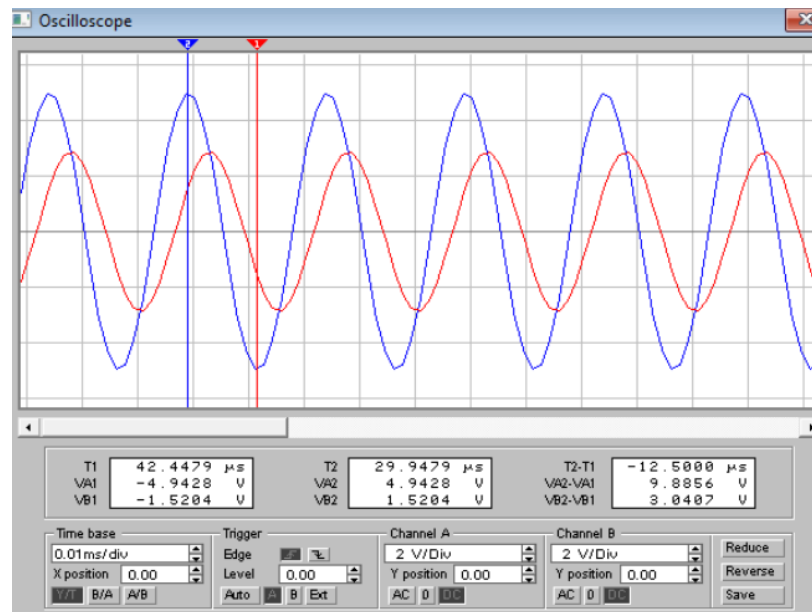 Oscilloscope
2 1
T1 42.4479 µs T2 29.9479 µs T2-T1 -12.5000 µs
VA1 -4.9428 V VA2 4.9428 V VA2-VA1 9.8856 V
VB1 -1.5204 V VB2 1.5204 V VB2-VB1 3.0407 V
Time base Trigger Channel A Channel B
0.01ms/div Edge 2 V/Div 2 V/Div Reduce
X position 0.00 Level 0.00 Y position 0.00 Y position 0.00 Reverse
Y/T B/A A/B Auto A B Ext AC 0 DC AC 0 DC Save